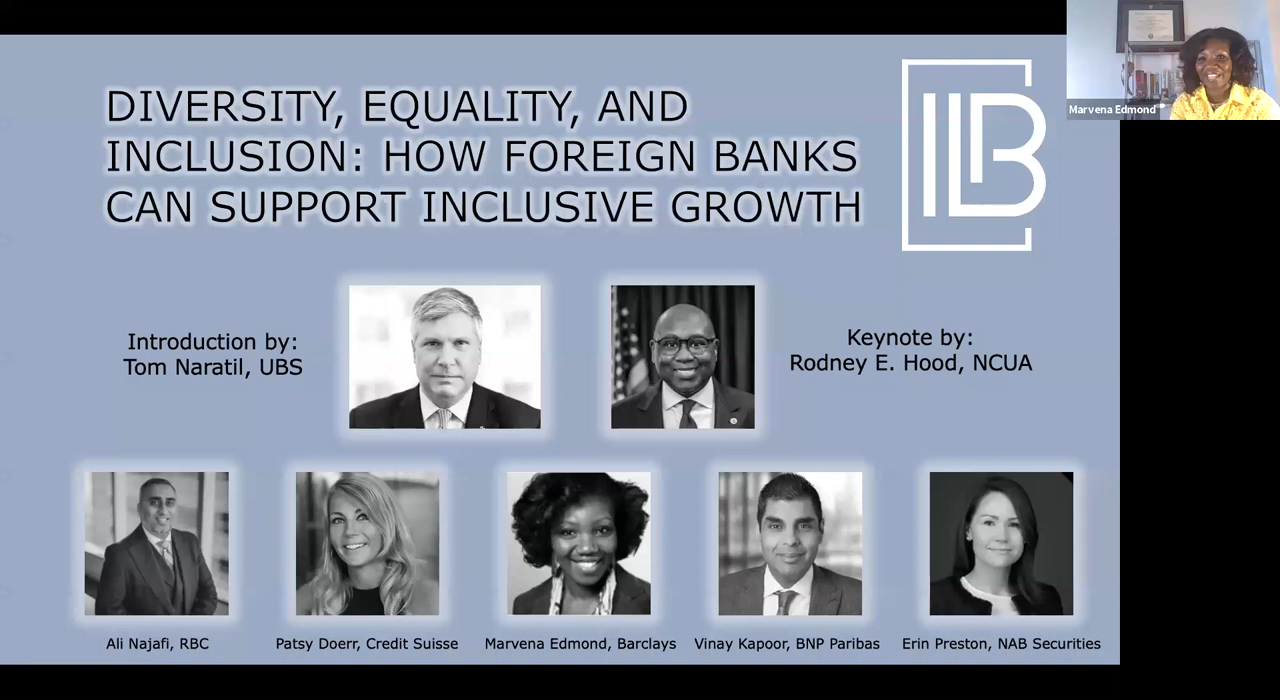 DIVERSITY, EQUALITY, AND
INCLUSION: HOW FOREIGN BANKS
CAN SUPPORT INCLUSIVE GROWTH
IIB
Marvena Edmond
Introduction by:
Tom Naratil, UBS
Keynote by:
Rodney E. Hood, NCUA
Ali Najafi, RBC
Patsy Doerr, Credit Suisse
Marvena Edmond, Barclays
Vinay Kapoor, BNP Paribas
Erin Preston, NAB Securities